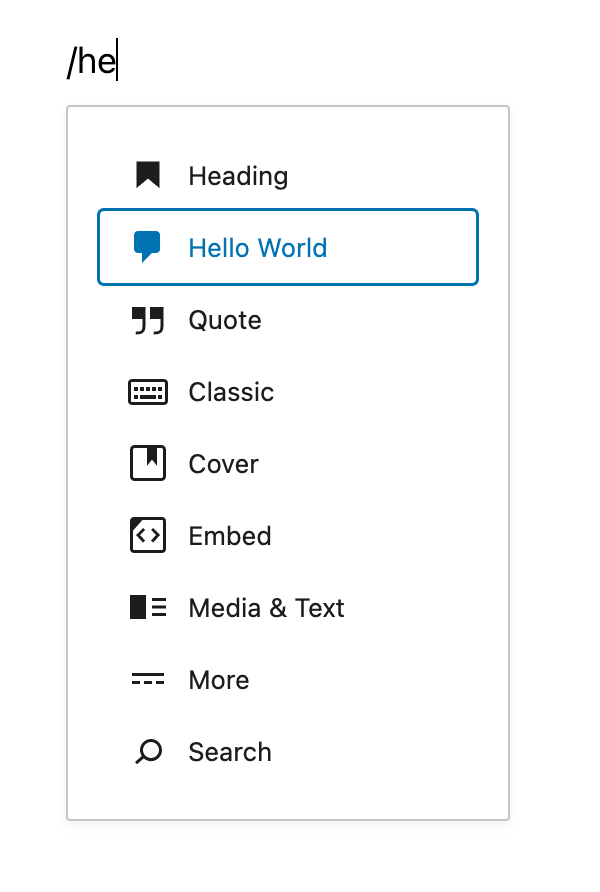 /he
Heading
Hello World
Quote
Classic
Cover
Embed
Media & Text
More
Search